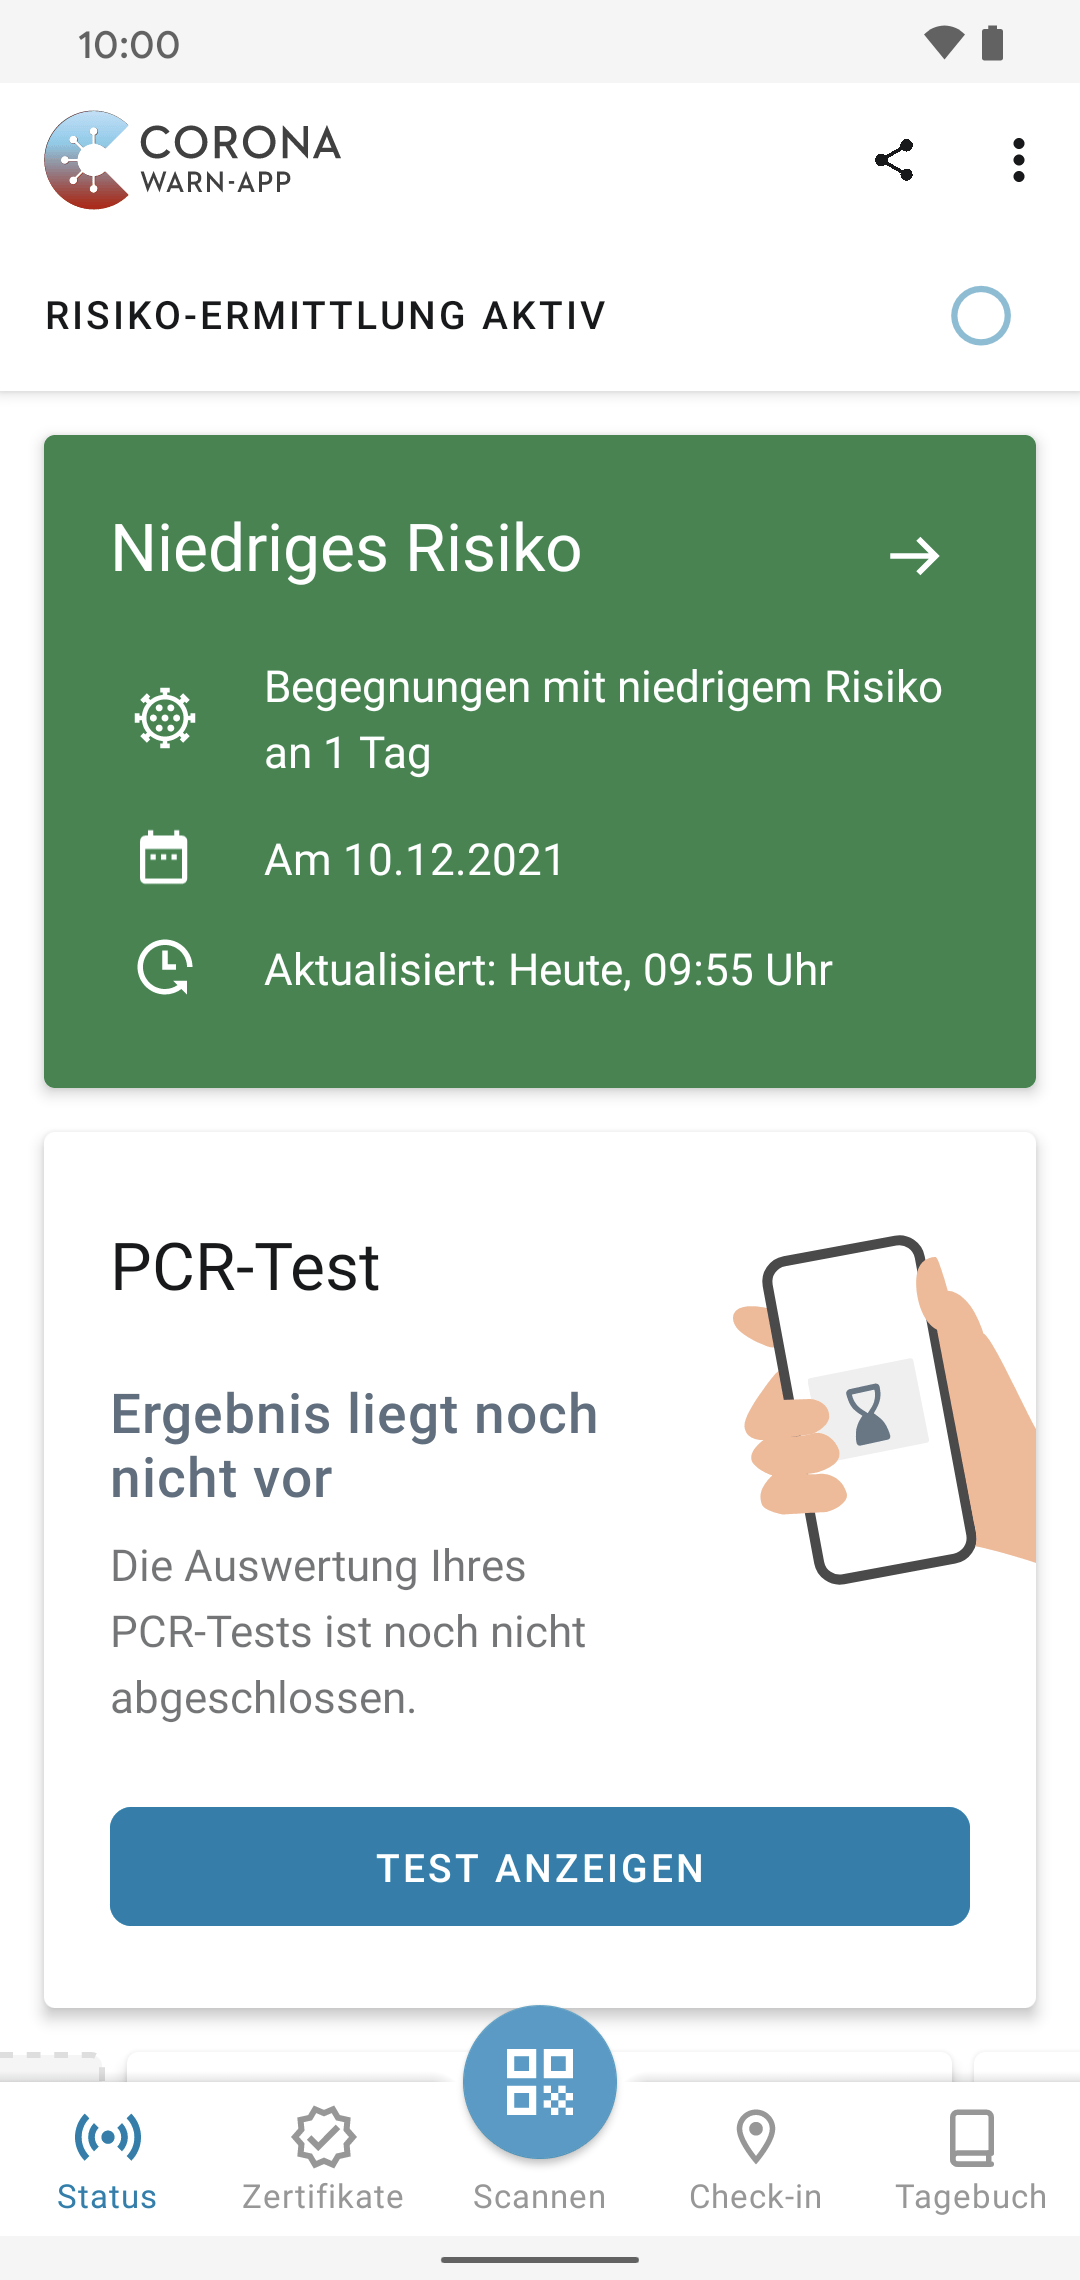 10:00
CORONA
WARN-APP
RISIKO-ERMITTLUNG AKTIV
Niedriges Risiko
Begegnungen mit niedrigem Risiko
an 1 Tag
Am 10.12.2021
Aktualisiert: Heute, 09:55 Uhr
PCR-Test
Ergebnis liegt noch
nicht vor
Die Auswertung Ihres
PCR-Tests ist noch nicht
abgeschlossen.
TEST ANZEIGEN
Status
Zertifikate
Scannen
Check-in
Tagebuch